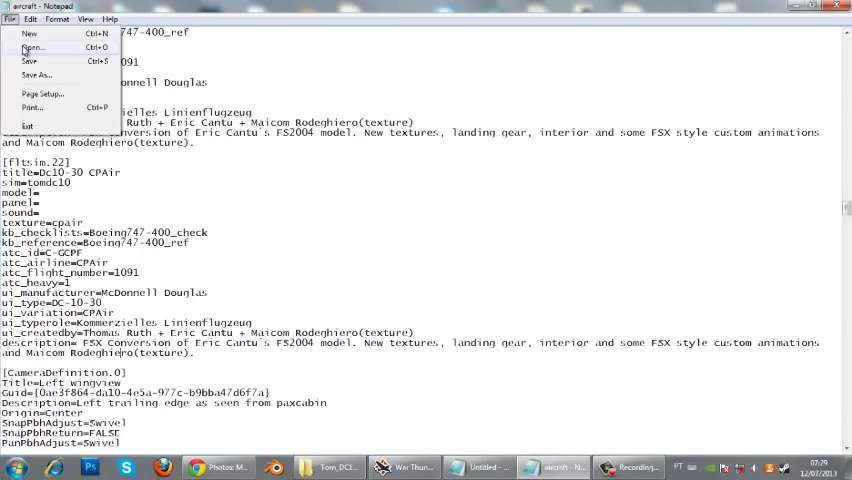 aircraft - Notepad
File Edit Format View Help
New Ctrl+N
747-400_ref
Open... Ctrl+O
Save Ctrl+S
091
Save As...
onnell Douglas
Page Setup...
Print... Ctrl+P
ielles Linienflugzeug
Ruth + Eric Cantu + Maicom Rodeghiero(texture)
Exit
Conversion of Eric Cantu's FS2004 model. New textures, landing gear, interior and some FSX style custom animations
and Maicom Rodeghiero(texture).
[fltsim.22]
title=Dc10-30 CPAir
sim=tomdc10
model=
panel=
sound=
texture=cpair
kb_checklists=Boeing747-400_check
kb_reference=Boeing747-400_ref
atc_id=C-GCPF
atc_airline=CPAir
atc_flight_number=1091
atc_heavy=1
ui_manufacturer=McDonnell Douglas
ui_type=DC-10-30
ui_variation=CPAir
ui_typerole=Kommerzielles Linienflugzeug
ui_createdby=Thomas Ruth + Eric Cantu + Maicom Rodeghiero(texture)
description= FSX Conversion of Eric Cantu's FS2004 model. New textures, landing gear, interior and some FSX style custom animations
and Maicom Rodeghiero(texture).
[CameraDefinition.0]
Title=Left wingview
Guid={0ae3f864-da10-4e5a-977c-b9bba47d6f7a}
Description=Left trailing edge as seen from paxcabin
Origin=Center
SnapPbhAdjust=Swivel
SnapPbhReturn=FALSE
PanPbhAdjust=Swivel
Photos: M... Tom_DC1... War Thun... Untitled - ... aircraft - N... Recording... PT 07:29
12/07/2013